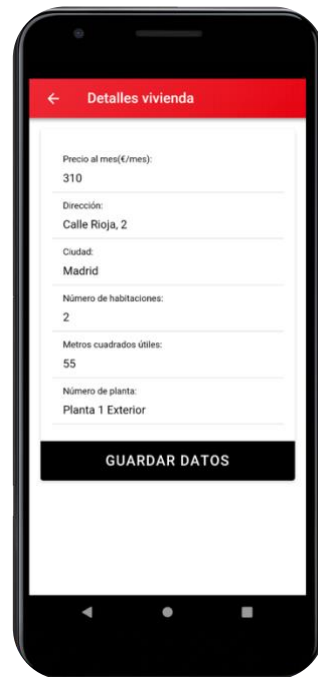 Detalles vivienda
Precio al mes(€/mes):
310
Dirección:
Calle Rioja, 2
Ciudad:
Madrid
Número de habitaciones:
2
Metros cuadrados útiles:
55
Número de planta:
Planta 1 Exterior
GUARDAR DATOS